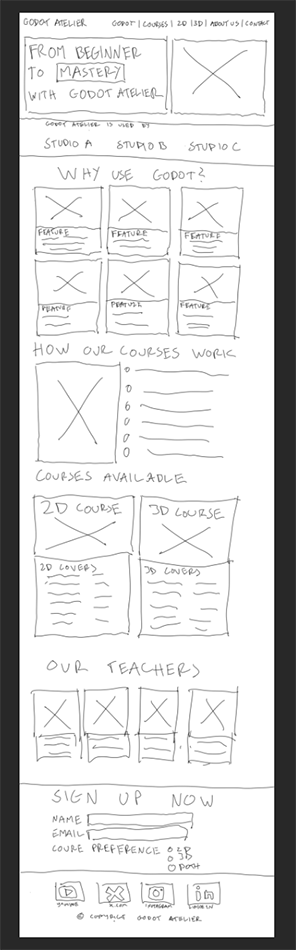 GODOT ATELIER
GODOT | COURSES | 2D | 3D | ABOUT US | CONTACT
FROM BEGINNER
TO MASTERY
WITH GODOT ATELIER
GODOT ATELIER IS USED BY
STUDIO A STUDIO B STUDIO C
WHY USE GODOT?
FEATURE FEATURE FEATURE
FEATURE FEATURE FEATURE
HOW OUR COURSES WORK
COURSES AVAILABLE
2D COURSE 3D COURSE
2D COVERS 3D COVERS
OUR TEACHERS
SIGN UP NOW
NAME
EMAIL
COURE PREFERENCE
2D
3D
BOTH
X.COM INSTAGRAM
in
© COPYRIGHT GODOT ATELIER